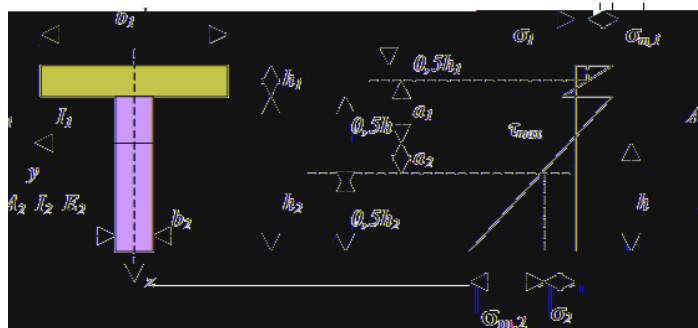 b₁
σ₁
σₘ,₁
0,5h₁
h₁
I₁
a₁
0,5h
τₘₐₓ
a₂
y
A₂ I₂ E₂
b₂
h₂
0,5h₂
h
z
σₘ,₂
σ₂